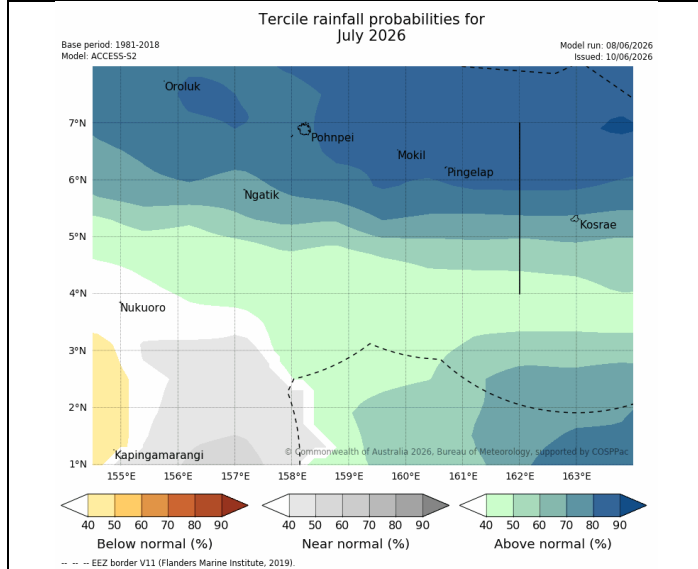 Tercile rainfall probabilities for
July 2026
Base period: 1981-2018
Model: ACCESS-S2
Model run: 08/06/2026
Issued: 10/06/2026
Oroluk
7°N
Pohnpei
Mokil
Pingelap
6°N
Ngatik
Kosrae
5°N
4°N
Nukuoro
3°N
2°N
© Commonwealth of Australia 2026, Bureau of Meteorology, supported by COSPPac
Kapingamarangi
1°N
155°E 156°E 157°E 158°E 159°E 160°E 161°E 162°E 163°E
40 50 60 70 80 90 40 50 60 70 80 90 40 50 60 70 80 90
Below normal (%) Near normal (%) Above normal (%)
-- -- -- EEZ border V11 (Flanders Marine Institute, 2019).